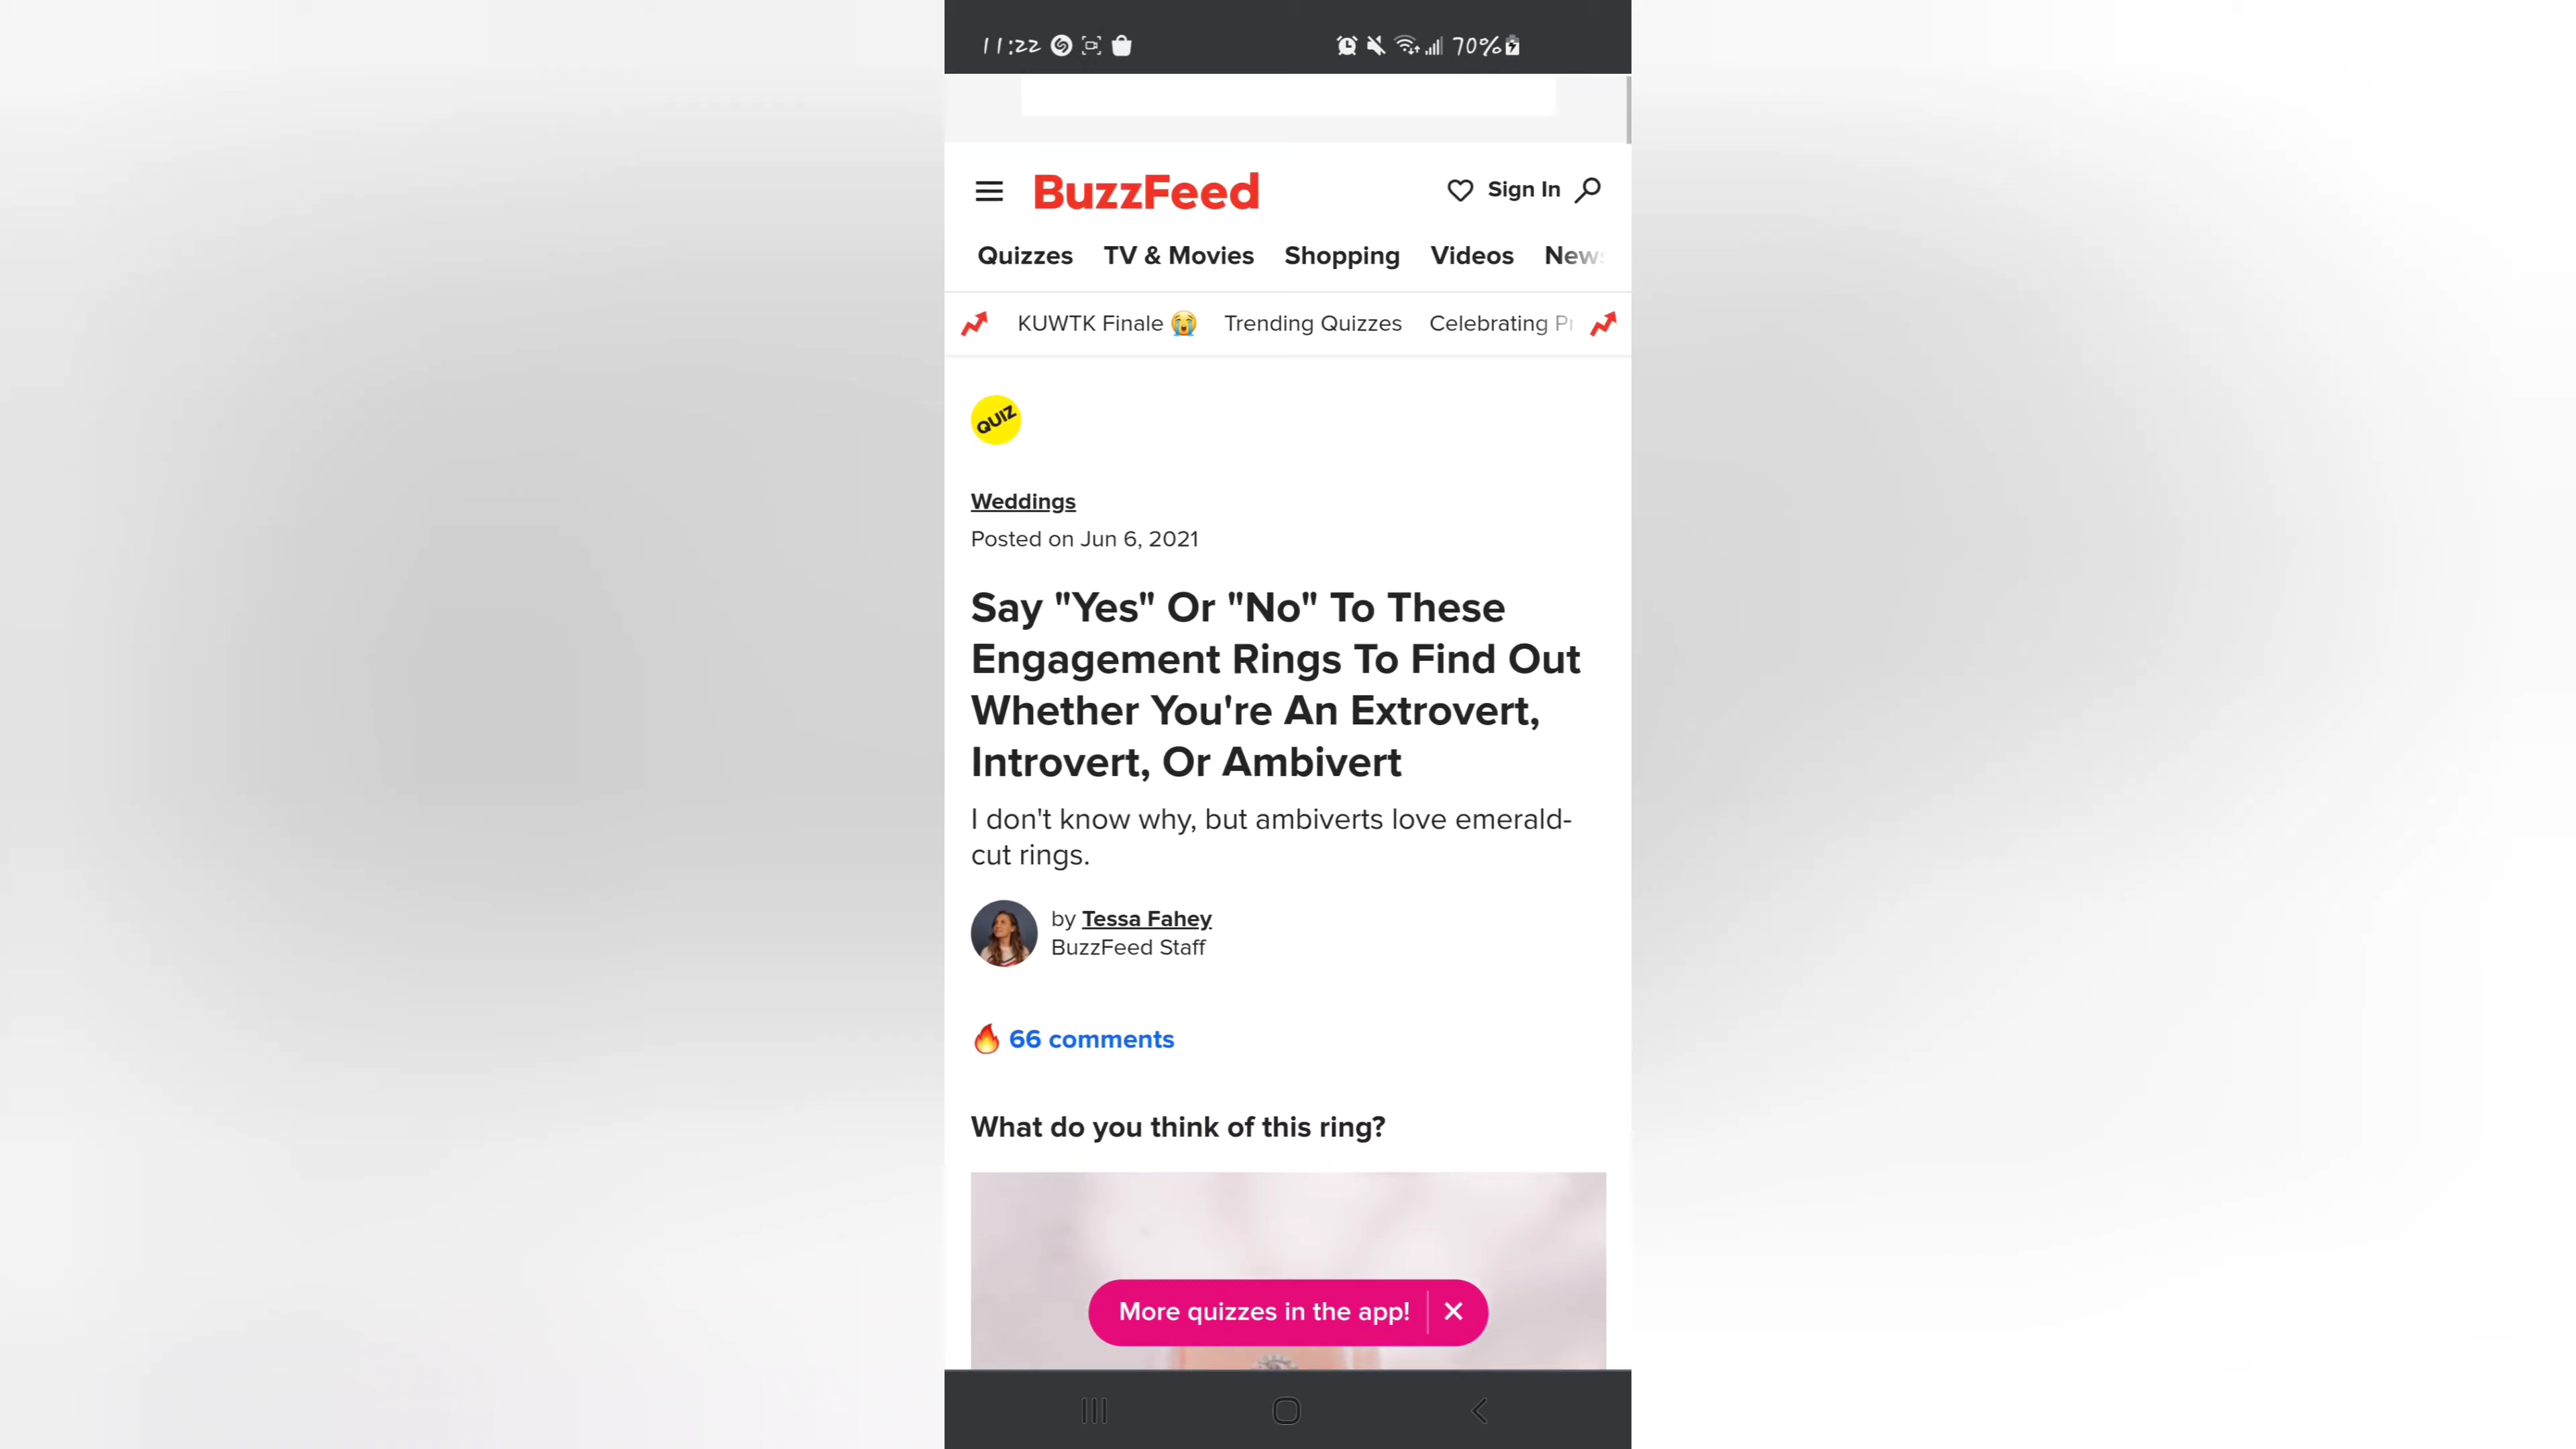 11:22 70%
BuzzFeed Sign In
Quizzes TV & Movies Shopping Videos News
KUWTK Finale 😭 Trending Quizzes Celebrating
QUIZ
Weddings
Posted on Jun 6, 2021
Say "Yes" Or "No" To These
Engagement Rings To Find Out
Whether You're An Extrovert,
Introvert, Or Ambivert
I don't know why, but ambiverts love emerald-
cut rings.
by Tessa Fahey
BuzzFeed Staff
🔥 66 comments
What do you think of this ring?
More quizzes in the app! ✕